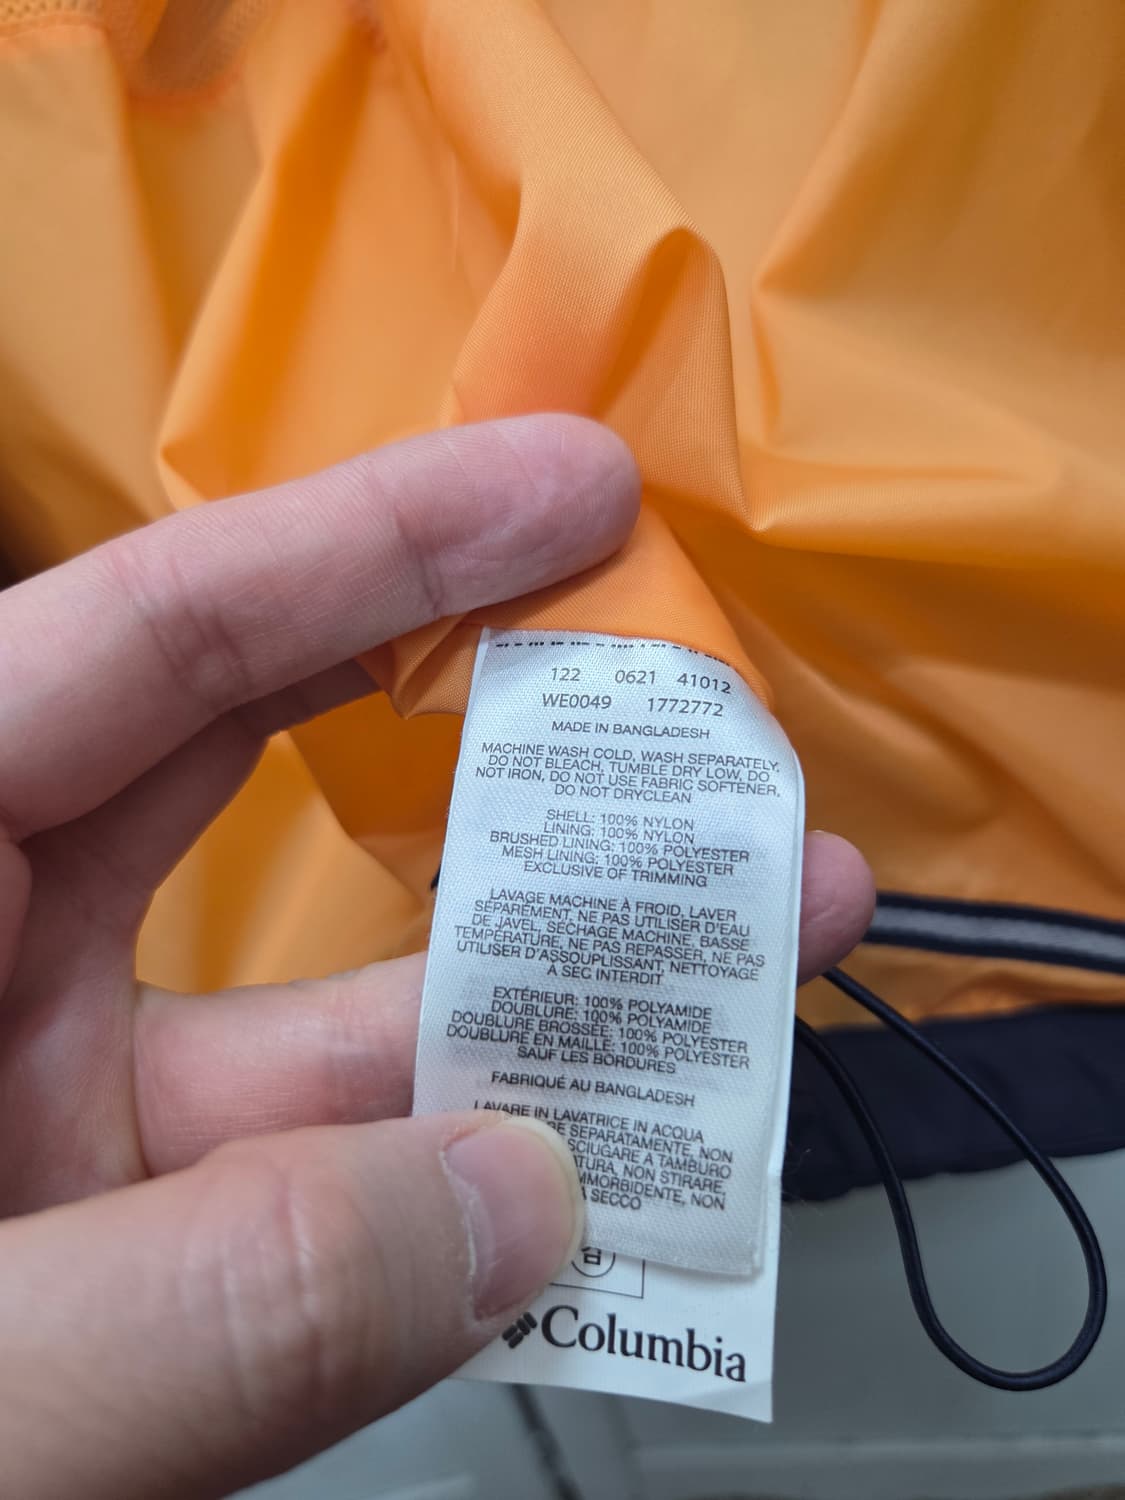 122 0621 41012
WE0049 1772772
MADE IN BANGLADESH
MACHINE WASH COLD, WASH SEPARATELY,
DO NOT BLEACH, TUMBLE DRY LOW, DO
NOT IRON, DO NOT USE FABRIC SOFTENER,
DO NOT DRYCLEAN
SHELL: 100% NYLON
LINING: 100% NYLON
BRUSHED LINING: 100% POLYESTER
MESH LINING: 100% POLYESTER
EXCLUSIVE OF TRIMMING
LAVAGE MACHINE À FROID, LAVER
SÉPARÉMENT, NE PAS UTILISER D'EAU
DE JAVEL, SÉCHAGE MACHINE, BASSE
TEMPÉRATURE, NE PAS REPASSER, NE PAS
UTILISER D'ASSOUPLISSANT, NETTOYAGE
À SEC INTERDIT
EXTÉRIEUR: 100% POLYAMIDE
DOUBLURE: 100% POLYAMIDE
DOUBLURE BROSSÉE: 100% POLYESTER
DOUBLURE EN MAILLE: 100% POLYESTER
SAUF LES BORDURES
FABRIQUÉ AU BANGLADESH
LAVARE IN LAVATRICE IN ACQUA
SEPARATAMENTE, NON
SCIUGARE A TAMBURO
NON STIRARE,
NON
SECCO
Columbia